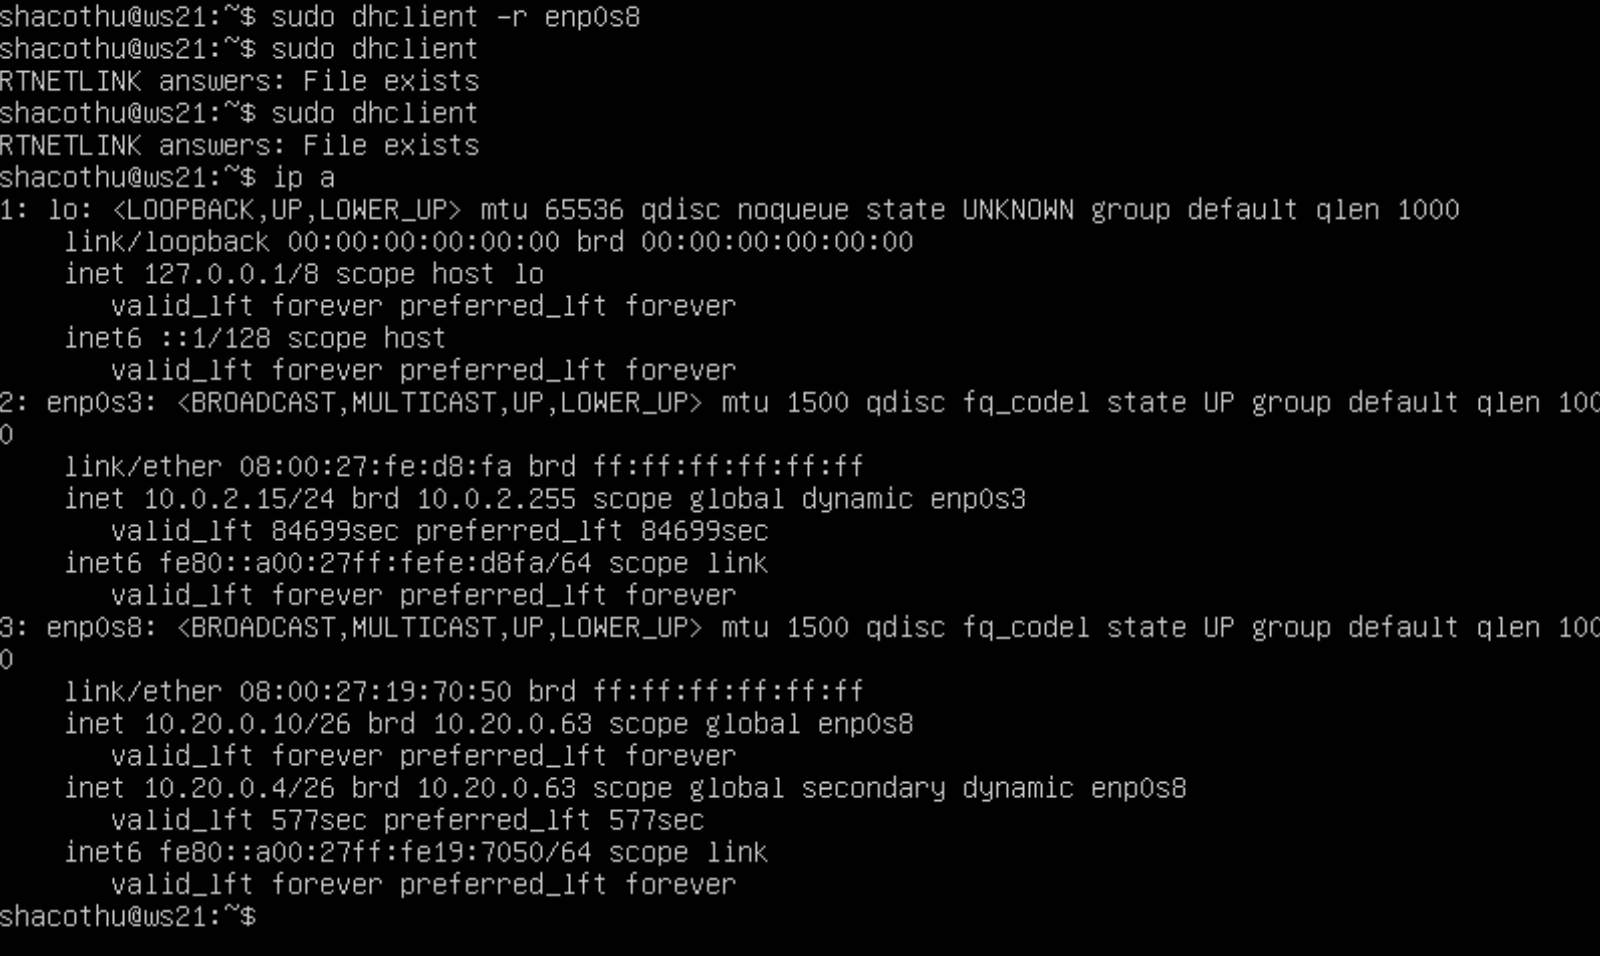 shacothu@ws21:~$ sudo dhclient -r enp0s8
shacothu@ws21:~$ sudo dhclient
RTNETLINK answers: File exists
shacothu@ws21:~$ sudo dhclient
RTNETLINK answers: File exists
shacothu@ws21:~$ ip a
1: lo: <LOOPBACK,UP,LOWER_UP> mtu 65536 qdisc noqueue state UNKNOWN group default qlen 1000
    link/loopback 00:00:00:00:00:00 brd 00:00:00:00:00:00
    inet 127.0.0.1/8 scope host lo
       valid_lft forever preferred_lft forever
    inet6 ::1/128 scope host
       valid_lft forever preferred_lft forever
2: enp0s3: <BROADCAST,MULTICAST,UP,LOWER_UP> mtu 1500 qdisc fq_codel state UP group default qlen 100
0
    link/ether 08:00:27:fe:d8:fa brd ff:ff:ff:ff:ff:ff
    inet 10.0.2.15/24 brd 10.0.2.255 scope global dynamic enp0s3
       valid_lft 84699sec preferred_lft 84699sec
    inet6 fe80::a00:27ff:fefe:d8fa/64 scope link
       valid_lft forever preferred_lft forever
3: enp0s8: <BROADCAST,MULTICAST,UP,LOWER_UP> mtu 1500 qdisc fq_codel state UP group default qlen 100
0
    link/ether 08:00:27:19:70:50 brd ff:ff:ff:ff:ff:ff
    inet 10.20.0.10/26 brd 10.20.0.63 scope global enp0s8
       valid_lft forever preferred_lft forever
    inet 10.20.0.4/26 brd 10.20.0.63 scope global secondary dynamic enp0s8
       valid_lft 577sec preferred_lft 577sec
    inet6 fe80::a00:27ff:fe19:7050/64 scope link
       valid_lft forever preferred_lft forever
shacothu@ws21:~$